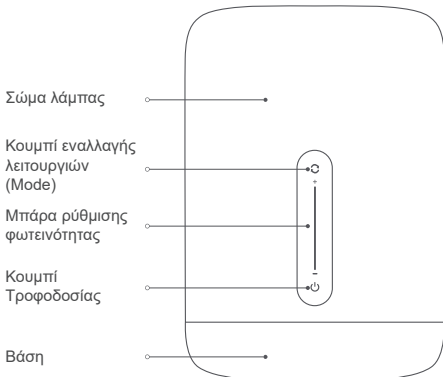 Σώμα λάμπας
Κουμπί εναλλαγής
λειτουργιών
(Mode)
+
Μπάρα ρύθμισης
φωτεινότητας
−
Κουμπί
Τροφοδοσίας
Βάση